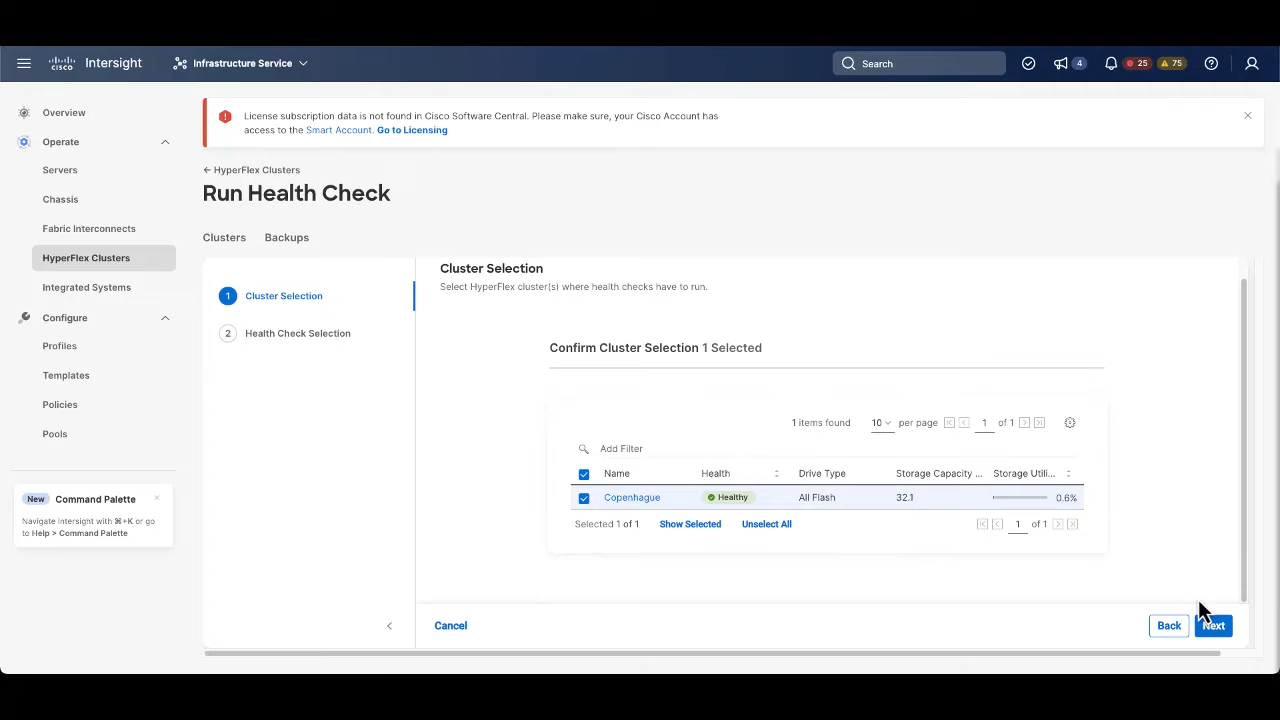 CISCO Intersight
Infrastructure Service
Search
4
25
75
Overview
Operate
Servers
Chassis
Fabric Interconnects
HyperFlex Clusters
Integrated Systems
Configure
Profiles
Templates
Policies
Pools
New Command Palette
Navigate Intersight with ⌘+K or go
to Help > Command Palette
License subscription data is not found in Cisco Software Central. Please make sure, your Cisco Account has
access to the Smart Account. Go to Licensing
← HyperFlex Clusters
Run Health Check
Clusters Backups
1 Cluster Selection
2 Health Check Selection
Cluster Selection
Select HyperFlex cluster(s) where health checks have to run.
Confirm Cluster Selection 1 Selected
1 items found 10 per page 1 of 1
Add Filter
Name Health Drive Type Storage Capacity ... Storage Utili...
Copenhague Healthy All Flash 32.1 0.6%
Selected 1 of 1 Show Selected Unselect All 1 of 1
Cancel Back Next